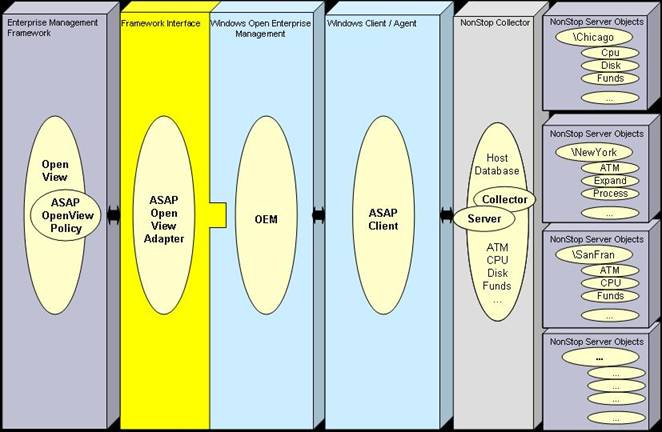 Enterprise Management
Framework
Open
View
ASAP
OpenView
Policy
Framework Interface
ASAP
Open
View
Adapter
Windows Open Enterprise
Management
OEM
Windows Client / Agent
ASAP
Client
NonStop Collector
Host
Database
Collector
Server
ATM
CPU
Disk
Funds
...
NonStop Server Objects
\Chicago
Cpu
Disk
Funds
...
NonStop Server Objects
\NewYork
ATM
Expand
Process
...
NonStop Server Objects
\SanFran
ATM
CPU
Funds
...
NonStop Server Objects
...
...
...
...
...